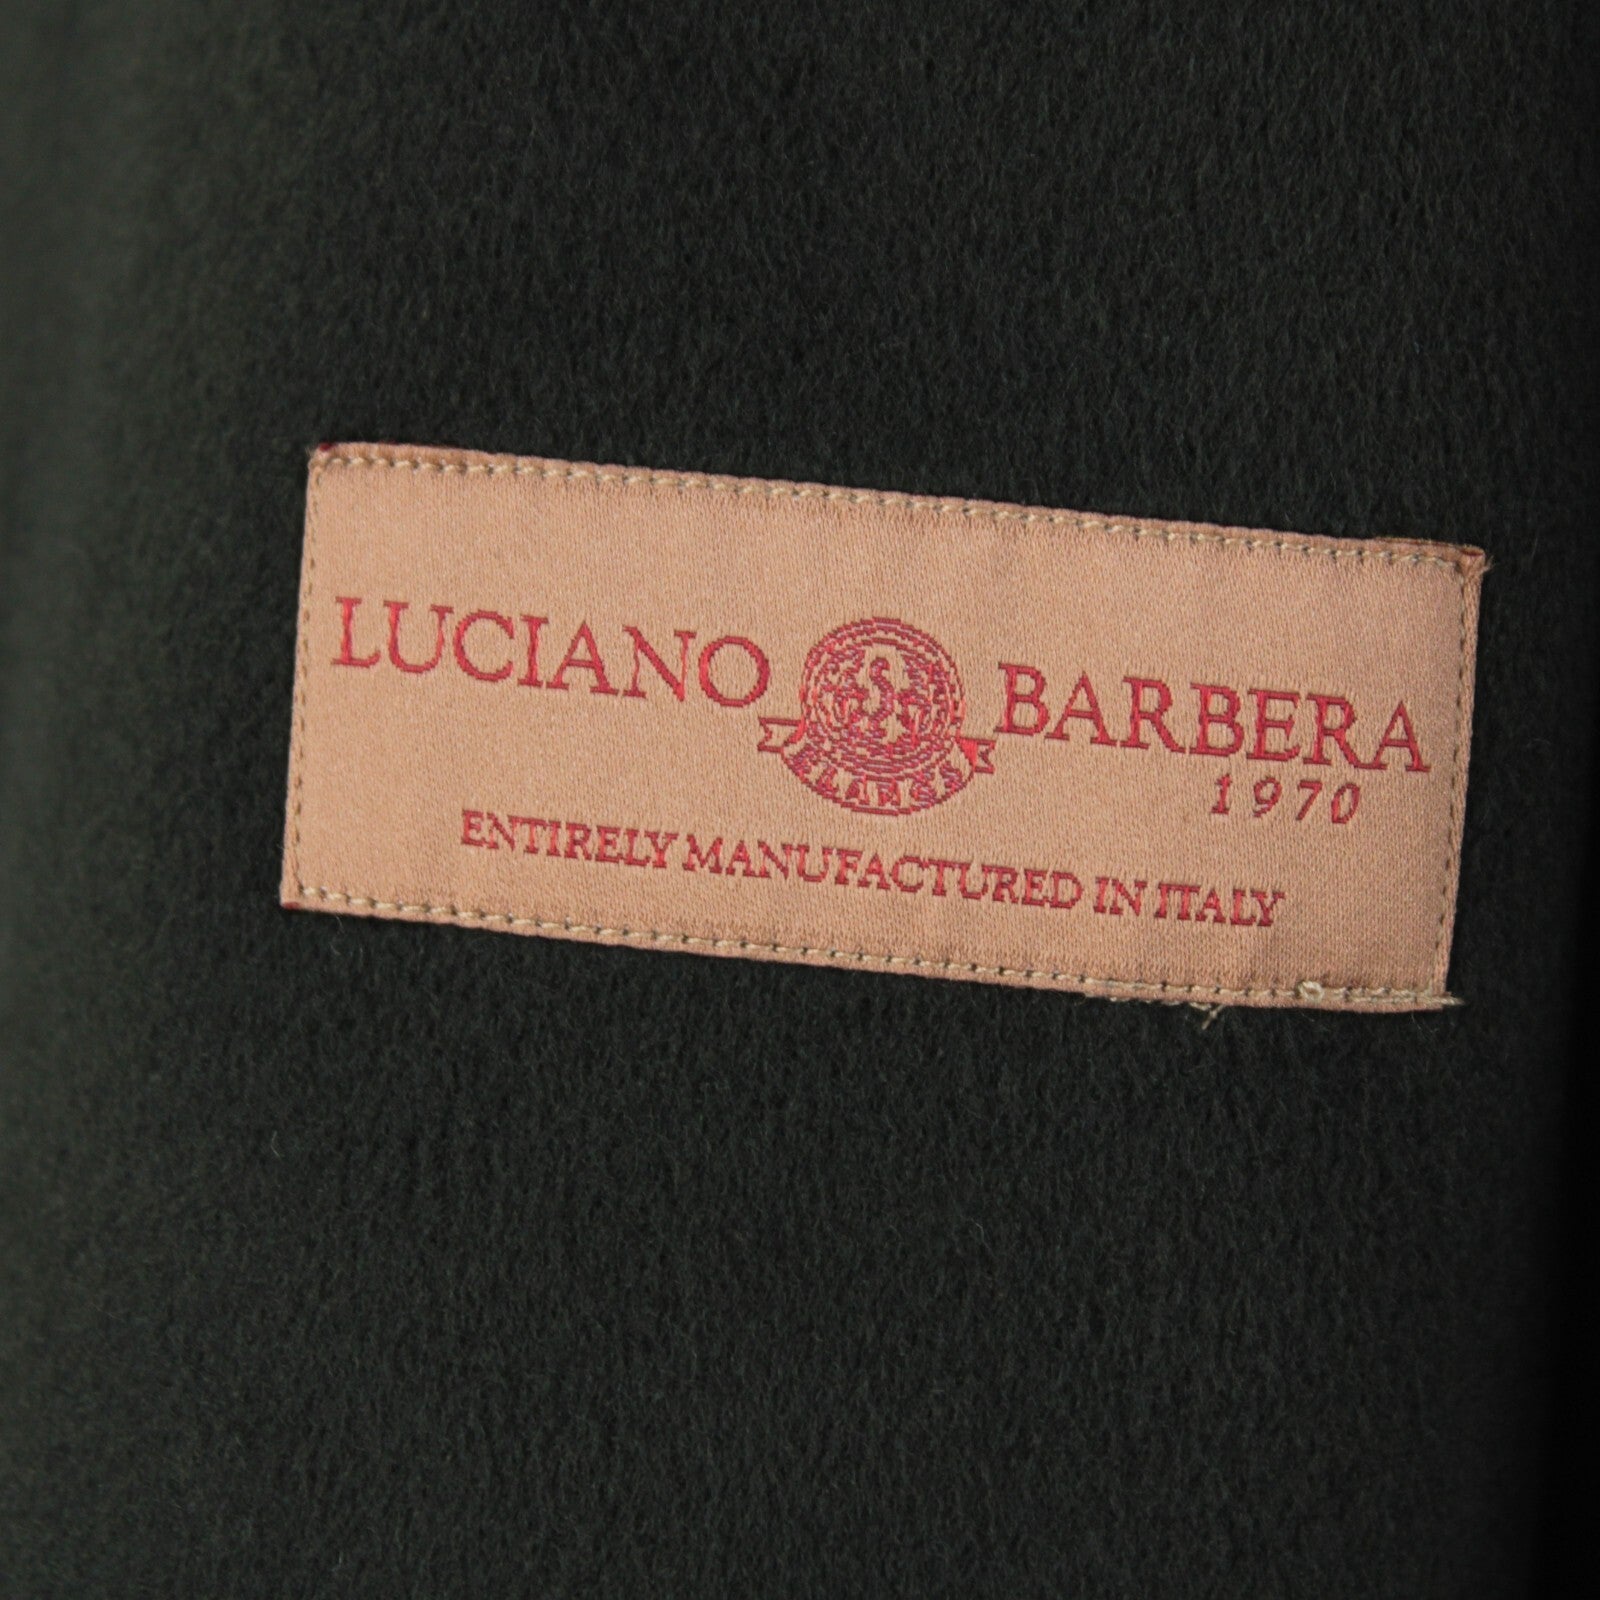 LUCIANO BARBERA
1970
ENTIRELY MANUFACTURED IN ITALY